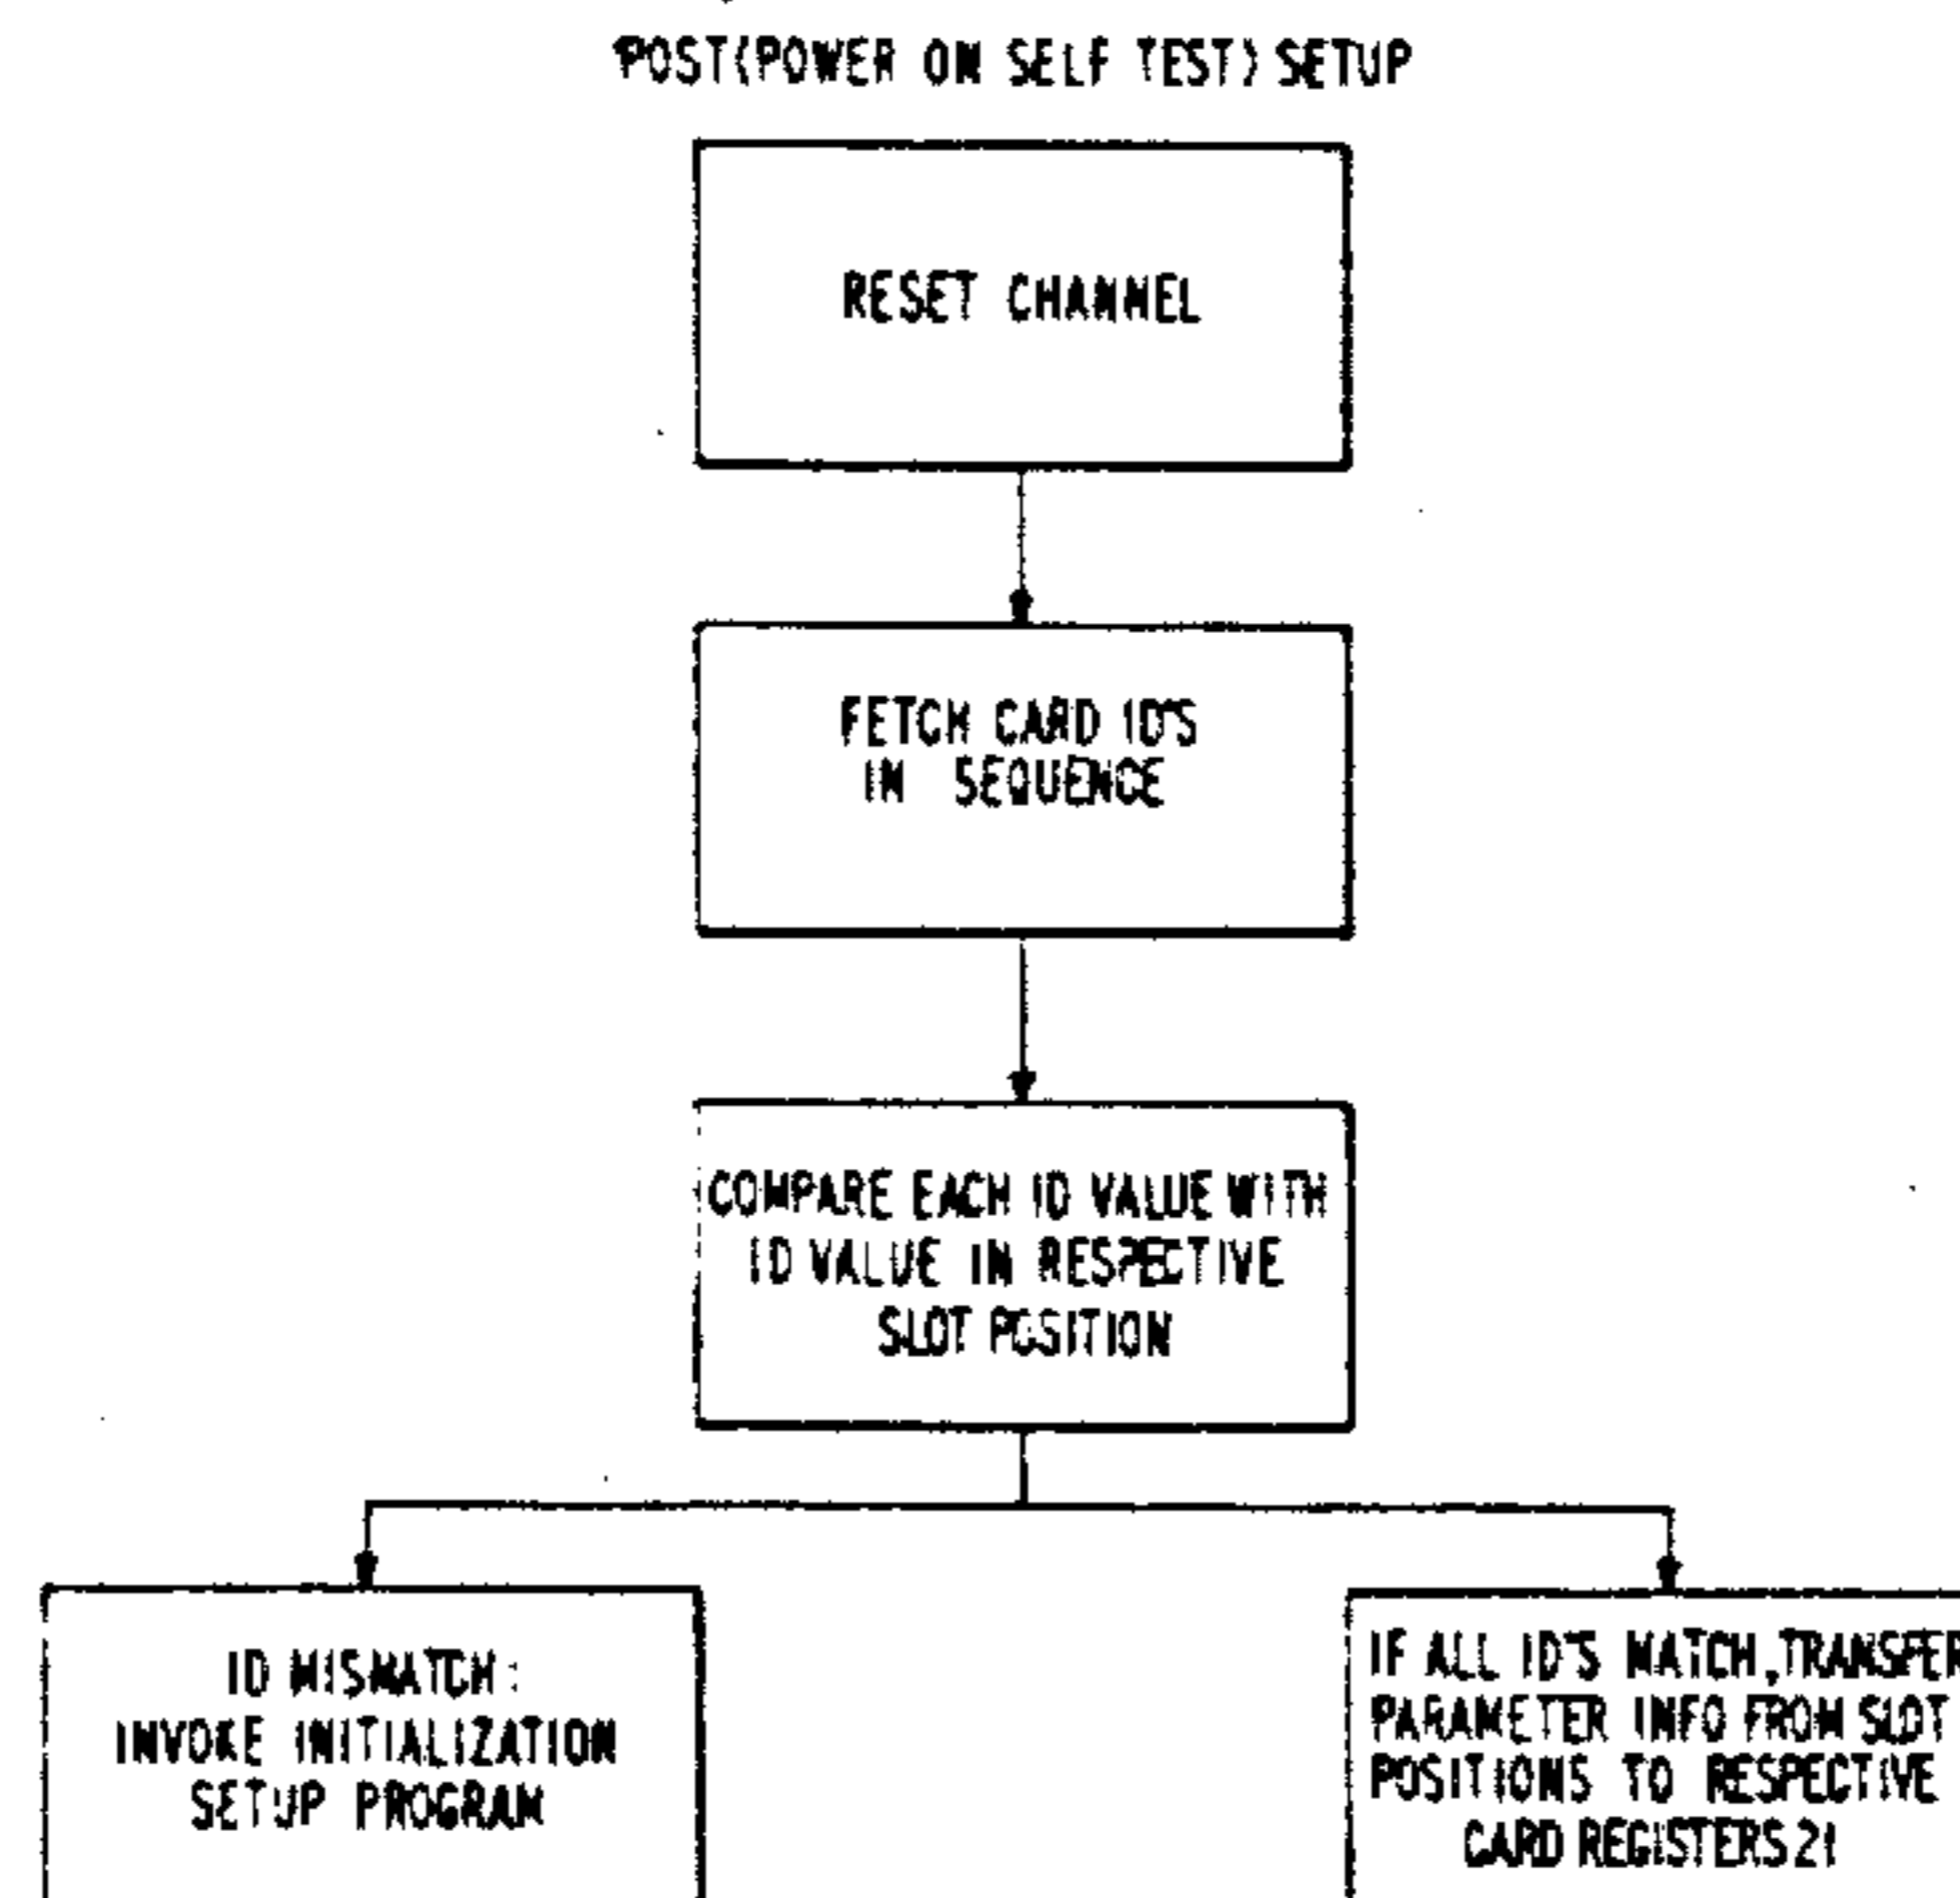 POST(POWER ON SELF TEST) SETUP
RESET CHANNEL
FETCH CARD ID'S
IN SEQUENCE
COMPARE EACH ID VALUE WITH
ID VALUE IN RESPECTIVE
SLOT POSITION
ID MISMATCH:
INVOKE INITIALIZATION
SETUP PROGRAM
IF ALL ID'S MATCH, TRANSFER
PARAMETER INFO FROM SLOT
POSITIONS TO RESPECTIVE
CARD REGISTERS 21